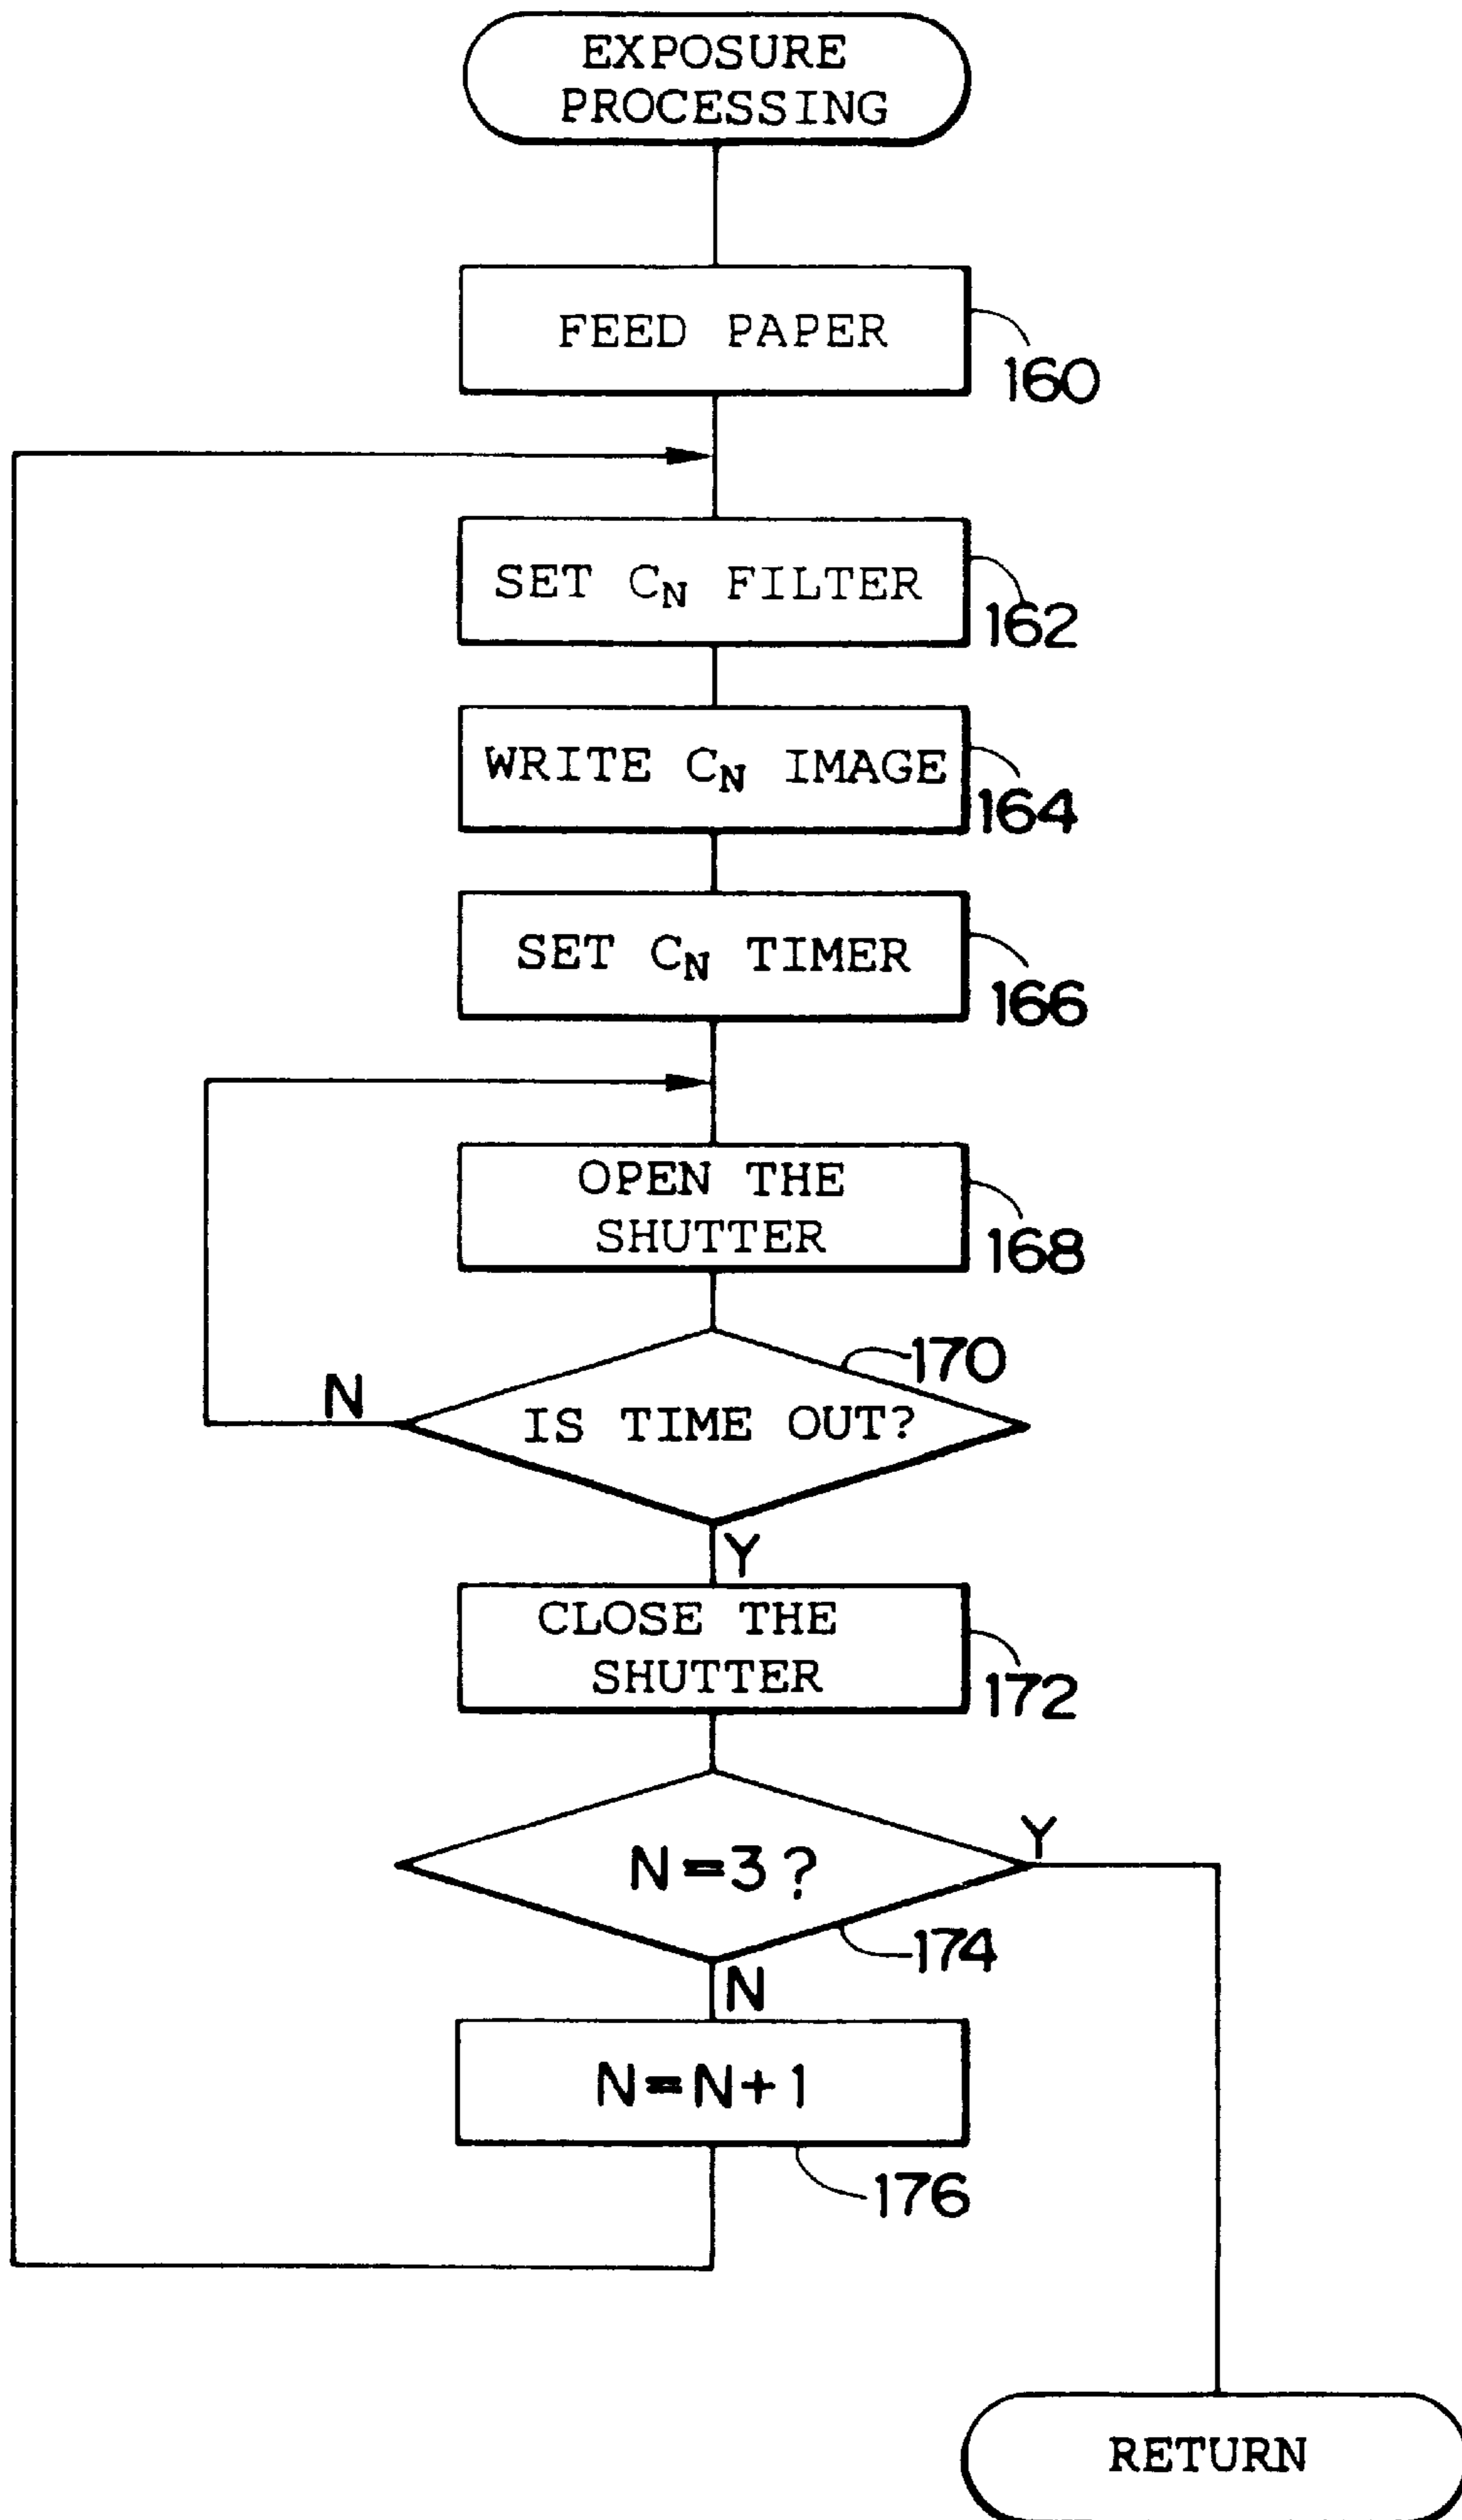 EXPOSURE
PROCESSING
FEED PAPER
160
SET CN FILTER
162
WRITE CN IMAGE
164
SET CN TIMER
166
OPEN THE
SHUTTER
168
170
N
IS TIME OUT?
Y
CLOSE THE
SHUTTER
172
Y
N=3?
174
N
N=N+1
176
RETURN